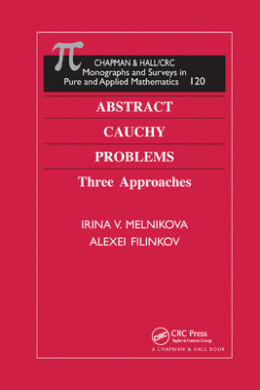 π
CHAPMAN & HALL/CRC
Monographs and Surveys in
Pure and Applied Mathematics 120
ABSTRACT
CAUCHY
PROBLEMS
Three Approaches
IRINA V. MELNIKOVA
ALEXEI FILINKOV
CRC Press
Taylor & Francis Group
A CHAPMAN & HALL BOOK